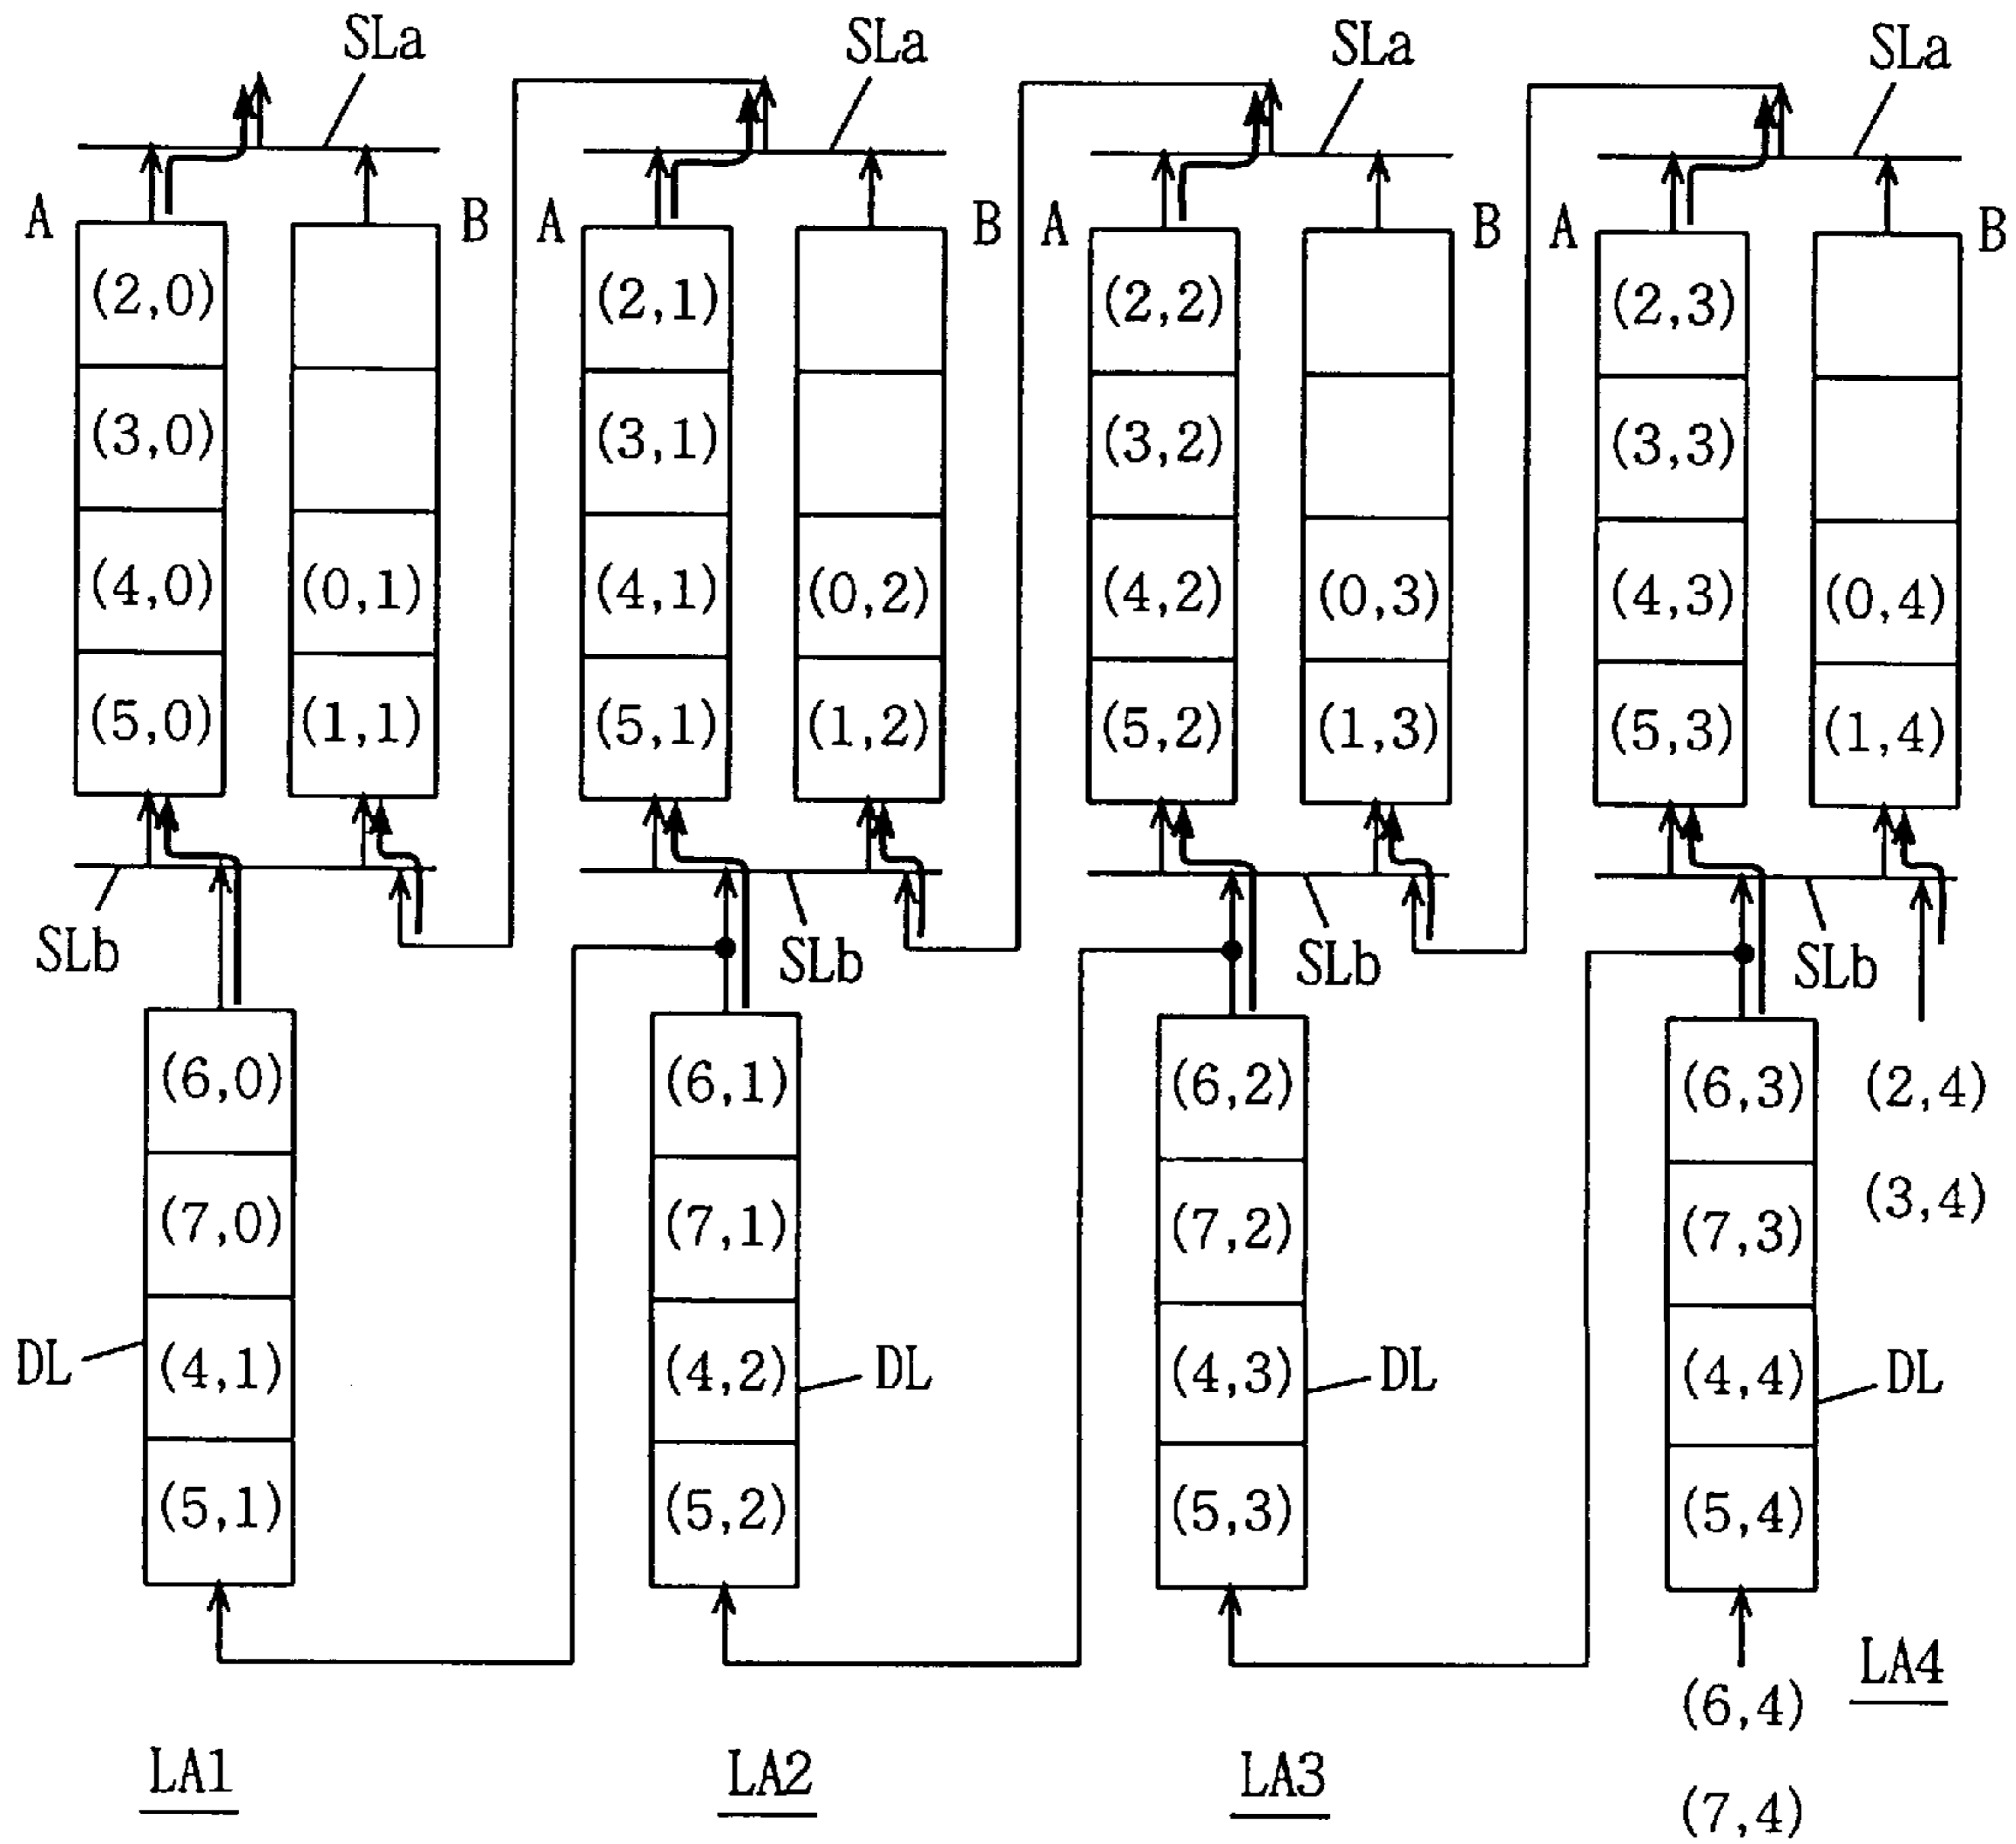 SLa SLa SLa SLa
A B A B A B A B
(2,0) (2,1) (2,2) (2,3)
(3,0) (3,1) (3,2) (3,3)
(4,0) (0,1) (4,1) (0,2) (4,2) (0,3) (4,3) (0,4)
(5,0) (1,1) (5,1) (1,2) (5,2) (1,3) (5,3) (1,4)
SLb SLb SLb SLb
(6,0) (6,1) (6,2) (6,3) (2,4)
(7,0) (7,1) (7,2) (7,3) (3,4)
DL (4,1) (4,2) DL (4,3) DL (4,4) DL
(5,1) (5,2) (5,3) (5,4)
LA4
(6,4)
LA1 LA2 LA3
(7,4)